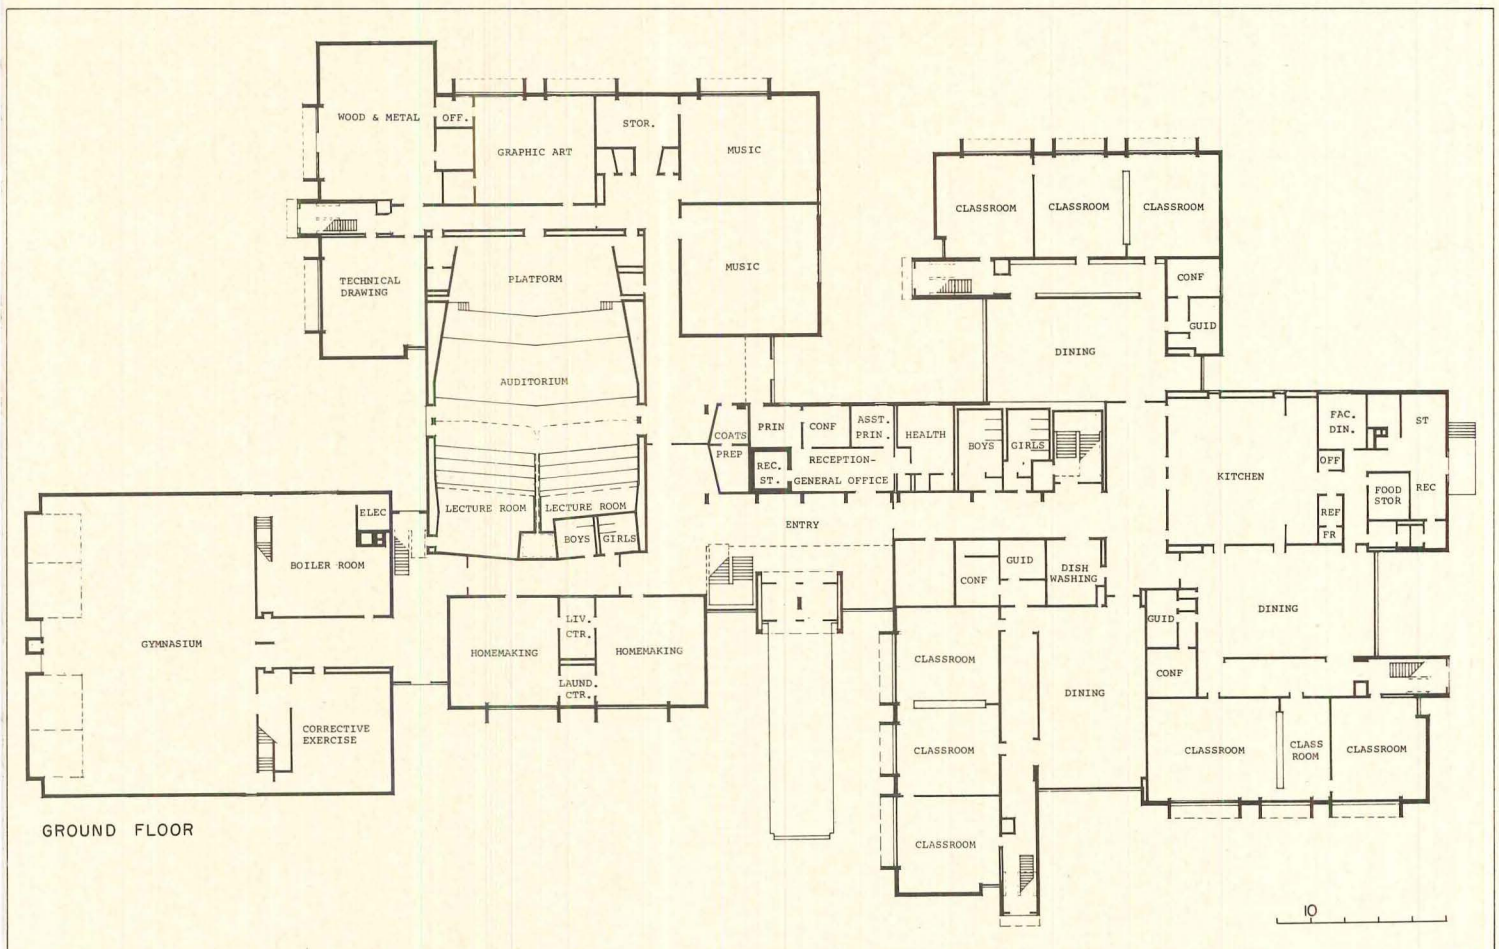 WOOD & METAL
OFF.
GRAPHIC ART
STOR.
MUSIC
MUSIC
TECHNICAL
DRAWING
PLATFORM
AUDITORIUM
LECTURE ROOM
LECTURE ROOM
BOYS
GIRLS
ELEC
BOILER ROOM
GYMNASIUM
CORRECTIVE
EXERCISE
HOMEMAKING
LIV.
CTR.
HOMEMAKING
LAUND.
CTR.
COATS
PREP
PRIN
CONF
ASST.
PRIN.
HEALTH
REC.
ST.
RECEPTION-
GENERAL OFFICE
BOYS
GIRLS
ENTRY
CLASSROOM
CLASSROOM
CLASSROOM
CONF
GUID
DINING
KITCHEN
FAC.
DIN.
ST
OFF
FOOD
STOR
REC
REF
FR
CONF
GUID
DISH
WASHING
CLASSROOM
CLASSROOM
CLASSROOM
DINING
GUID
CONF
DINING
CLASSROOM
CLASS
ROOM
CLASSROOM
GROUND FLOOR
10